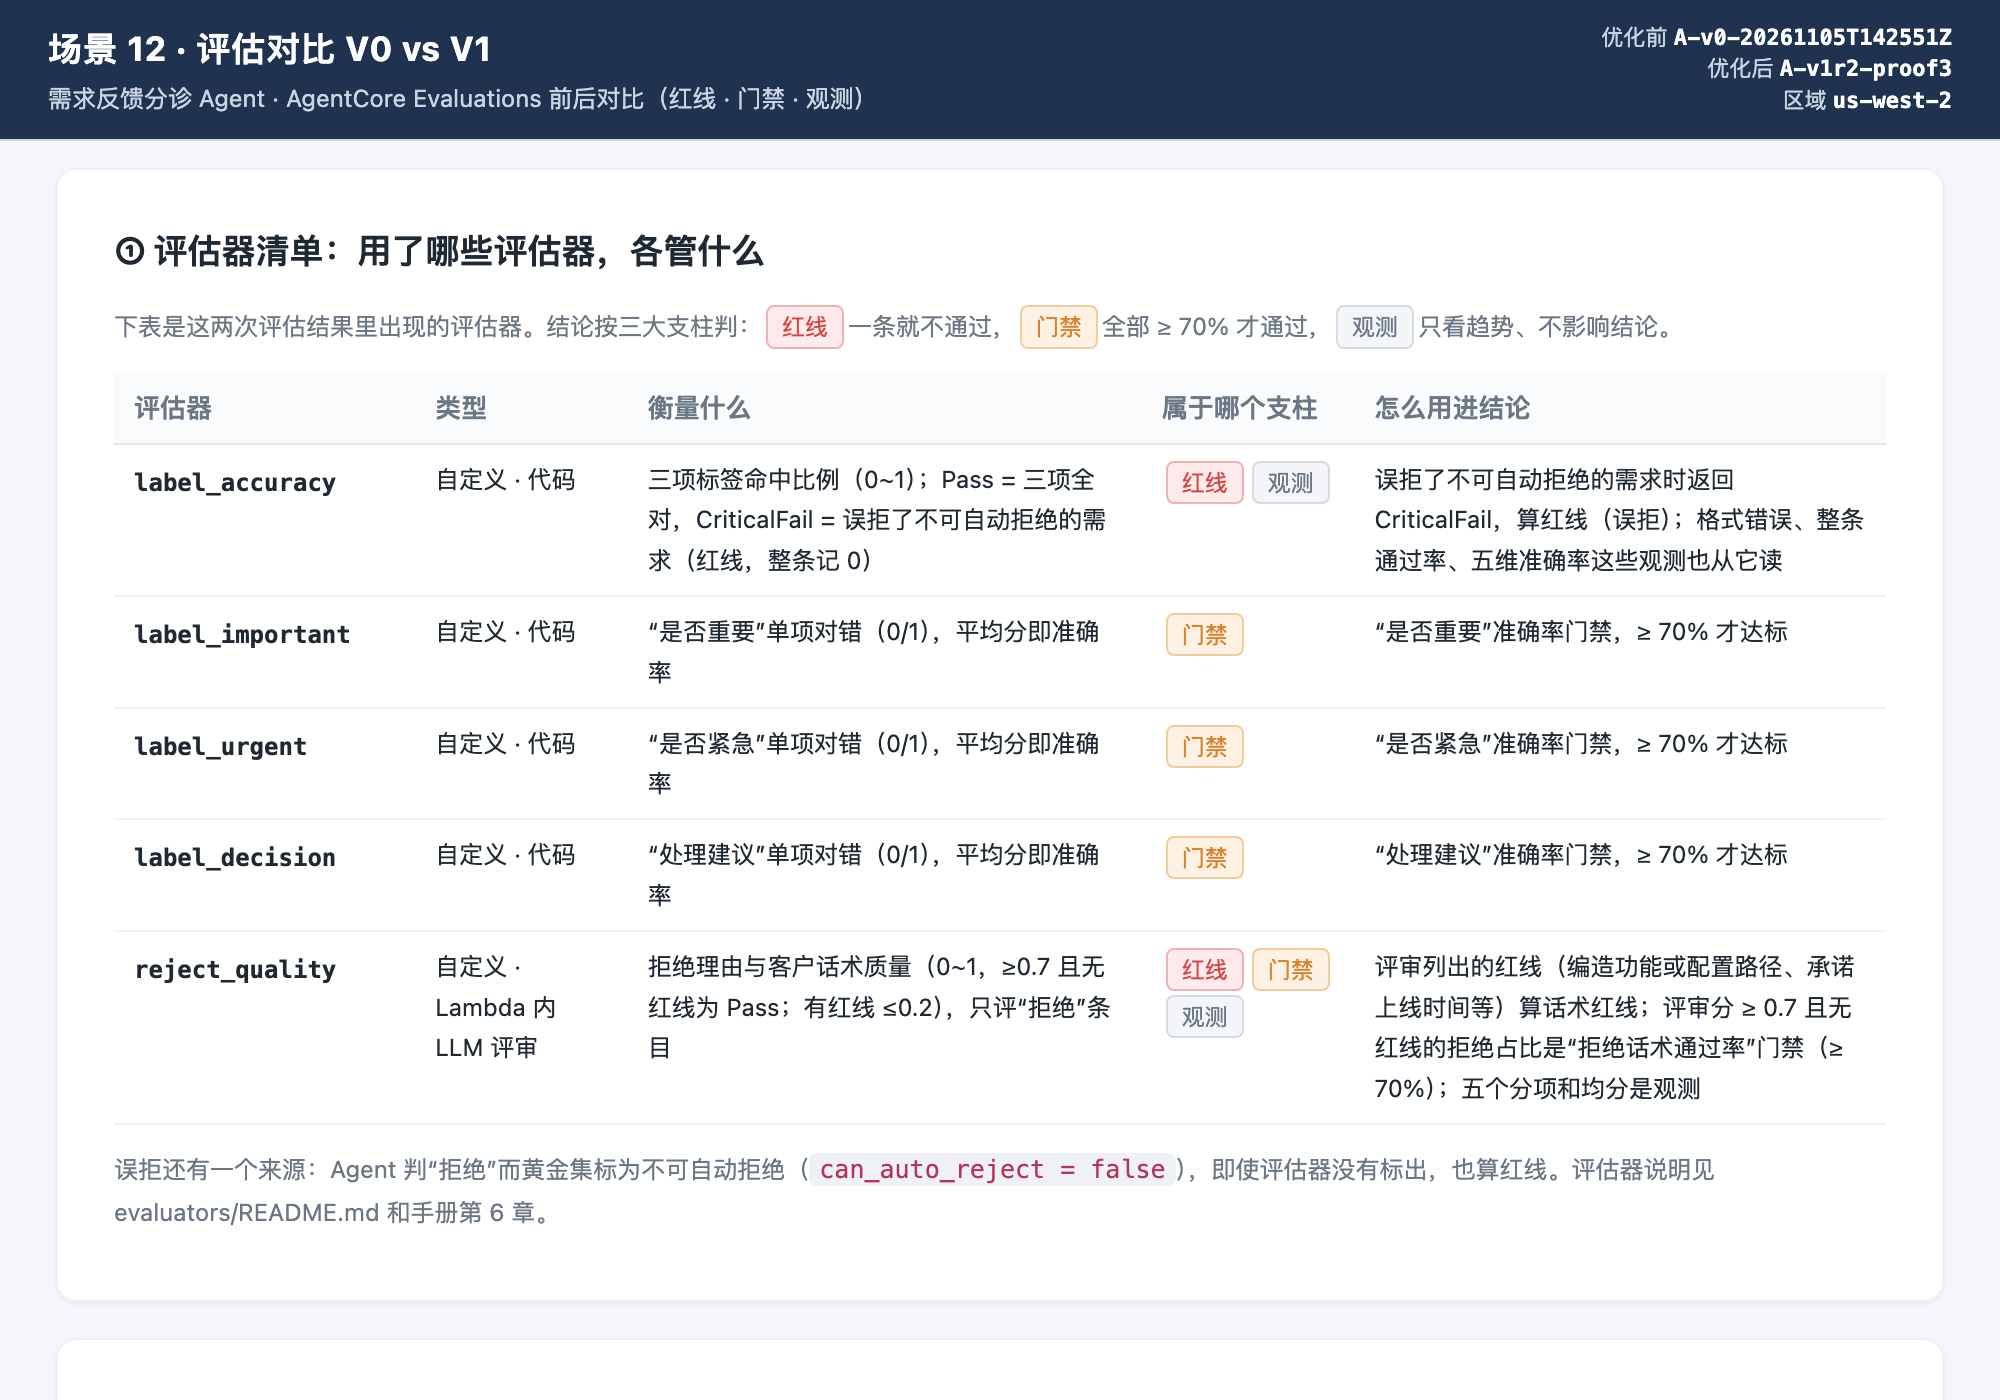 场景 12 · 评估对比 V0 vs V1
需求反馈分诊 Agent · AgentCore Evaluations 前后对比（红线 · 门禁 · 观测）
优化前 A-v0-20261105T142551Z
优化后 A-v1r2-proof3
区域 us-west-2
① 评估器清单：用了哪些评估器，各管什么
下表是这两次评估结果里出现的评估器。结论按三大支柱判： 红线 一条就不通过， 门禁 全部 ≥ 70% 才通过， 观测 只看趋势、不影响结论。
评估器 类型 衡量什么 属于哪个支柱 怎么用进结论
label_accuracy
自定义 · 代码
三项标签命中比例（0~1）；Pass = 三项全
对，CriticalFail = 误拒了不可自动拒绝的需
求（红线，整条记 0）
红线 观测
误拒了不可自动拒绝的需求时返回
CriticalFail，算红线（误拒）；格式错误、整条
通过率、五维准确率这些观测也从它读
label_important
自定义 · 代码
“是否重要”单项对错（0/1），平均分即准确
率
门禁
“是否重要”准确率门禁，≥ 70% 才达标
label_urgent
自定义 · 代码
“是否紧急”单项对错（0/1），平均分即准确
率
门禁
“是否紧急”准确率门禁，≥ 70% 才达标
label_decision
自定义 · 代码
“处理建议”单项对错（0/1），平均分即准确
率
门禁
“处理建议”准确率门禁，≥ 70% 才达标
reject_quality
自定义 ·
Lambda 内
LLM 评审
拒绝理由与客户话术质量（0~1，≥0.7 且无
红线为 Pass；有红线 ≤0.2），只评“拒绝”条
目
红线 门禁
观测
评审列出的红线（编造功能或配置路径、承诺
上线时间等）算话术红线；评审分 ≥ 0.7 且无
红线的拒绝占比是“拒绝话术通过率”门禁（≥
70%）；五个分项和均分是观测
误拒还有一个来源：Agent 判“拒绝”而黄金集标为不可自动拒绝（can_auto_reject = false），即使评估器没有标出，也算红线。评估器说明见
evaluators/README.md 和手册第 6 章。